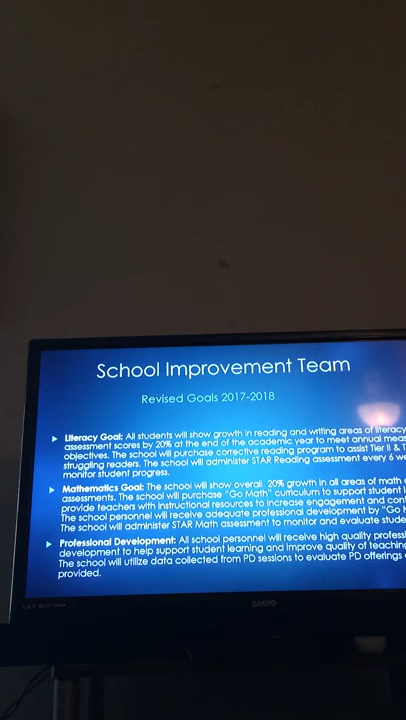 School Improvement Team
Revised Goals 2017-2018
Literacy Goal: All students will show growth in reading and writing areas of literacy
assessment scores by 20% at the end of the academic year to meet annual
objectives. The school will purchase corrective reading program to assist Tier II &
struggling readers. The school will administer STAR Reading assessment every 6
monitor student progress.
Mathematics Goal: The school will show overall 20% growth in all areas of math
assessments. The school will purchase "Go Math" curriculum to support student
provide teachers with instructional resources to increase engagement and
The school personnel will receive adequate professional development by "Go
The school will administer STAR Math assessment to monitor and evaluate
Professional Development: All school personnel will receive high quality
development to help support student learning and improve quality of teaching
The school will utilize data collected from PD sessions to evaluate PD offerings
provided.
SANYO